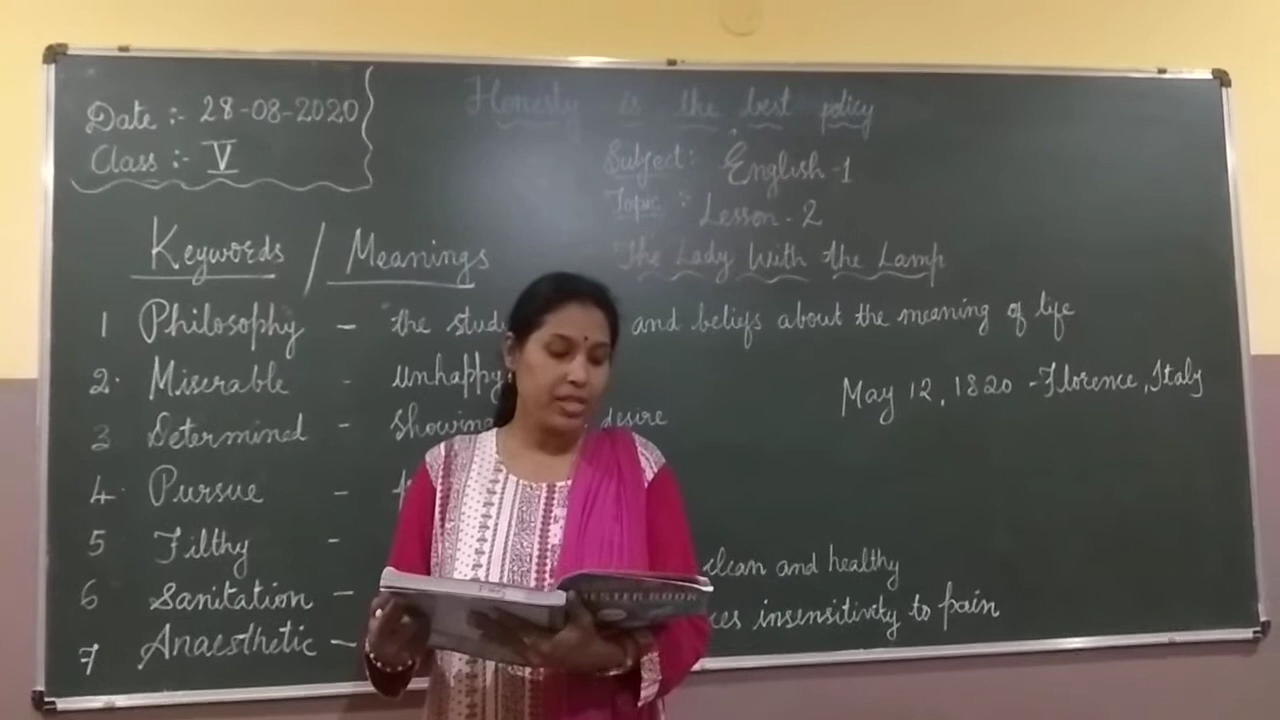 Date :- 28-08-2020
Class :- V
Honesty is the best policy
Subject: English-1
Topic : Lesson-2
The Lady With the Lamp
Keywords / Meanings
1 Philosophy - the study and beliefs about the meaning of life
2. Miserable - unhappy
May 12, 1820 - Florence, Italy
3 Determined - showing desire
4. Pursue -
5 Filthy -
6 Sanitation - clean and healthy
7 Anaesthetic - insensitivity to pain